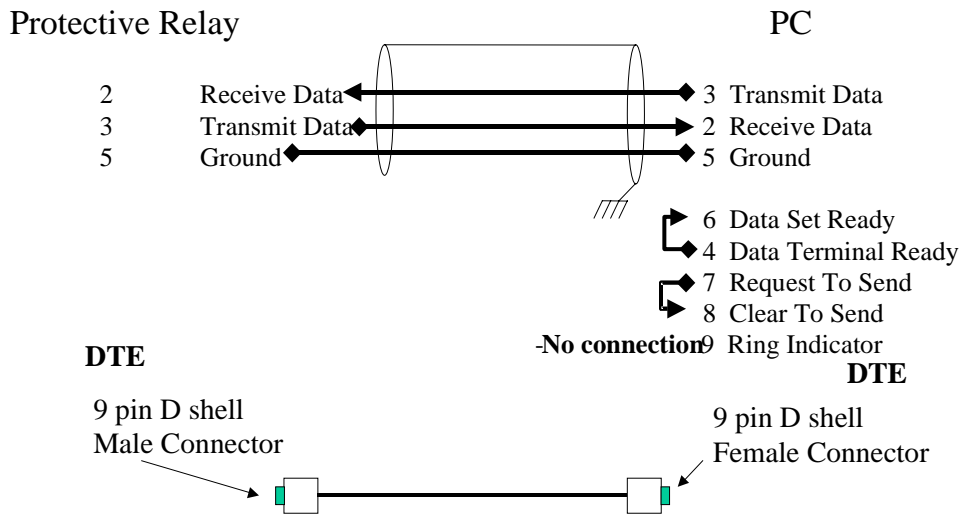 Protective Relay PC
2 Receive Data 3 Transmit Data
3 Transmit Data 2 Receive Data
5 Ground 5 Ground
6 Data Set Ready
4 Data Terminal Ready
7 Request To Send
8 Clear To Send
-No connection 9 Ring Indicator
DTE
DTE
9 pin D shell
Male Connector
9 pin D shell
Female Connector